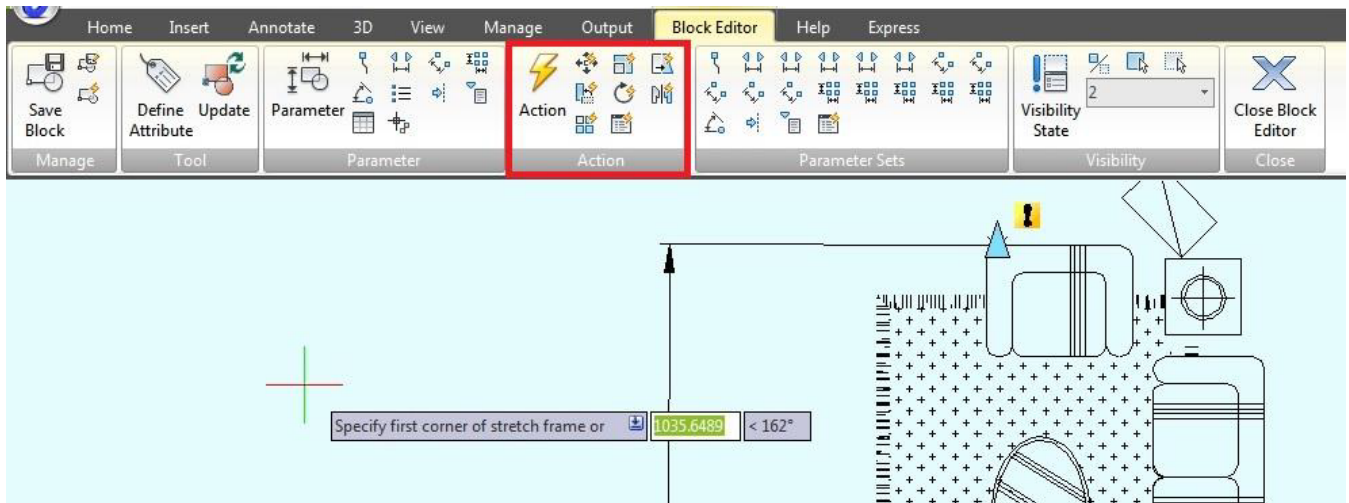 Home Insert Annotate 3D View Manage Output Block Editor Help Express
Save
Block
Define
Attribute
Update
Parameter
Action
Visibility
State
2
Close Block
Editor
Manage Tool Parameter Action Parameter Sets Visibility Close
Specify first corner of stretch frame or 1035.6489 < 162°